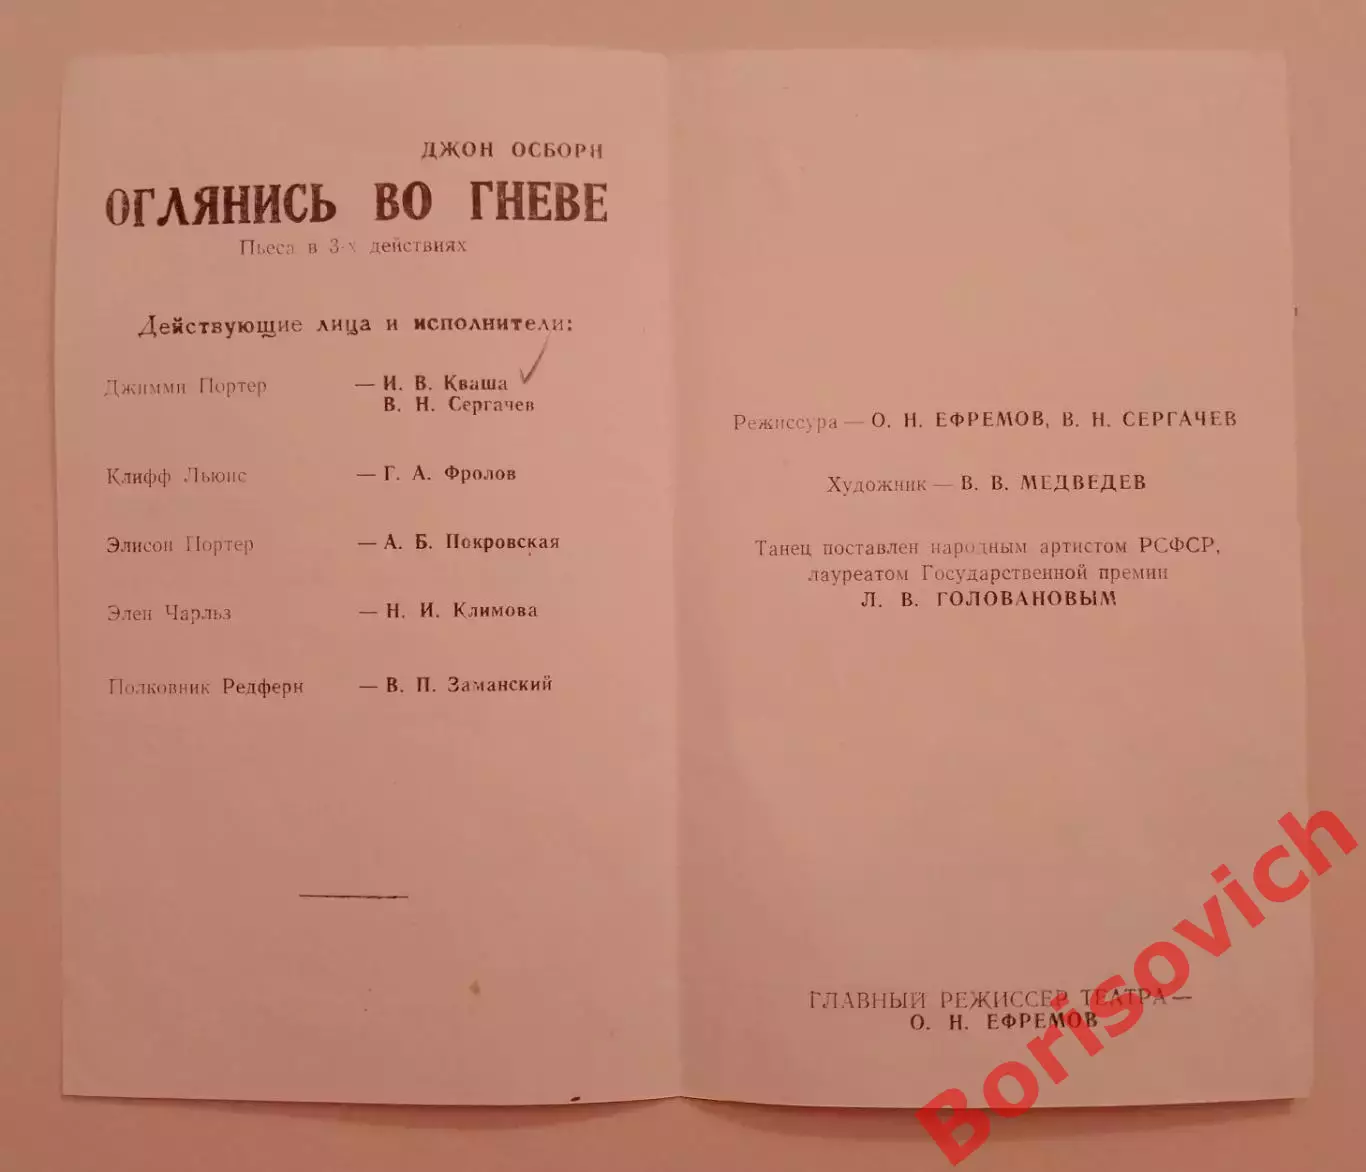 ДЖОН ОСБОРН
ОГЛЯНИСЬ ВО ГНЕВЕ
Пьеса в 3-х действиях
Действующие лица и исполнители:
Джимми Портер — И. В. Кваша
В. Н. Сергачев
Клифф Льюис — Г. А. Фролов
Элисон Портер — А. Б. Покровская
Элен Чарльз — Н. И. Климова
Полковник Редферн — В. П. Заманский
Режиссура — О. Н. ЕФРЕМОВ, В. Н. СЕРГАЧЕВ
Художник — В. В. МЕДВЕДЕВ
Танец поставлен народным артистом РСФСР,
лауреатом Государственной премии
Л. В. ГОЛОВАНОВЫМ
ГЛАВНЫЙ РЕЖИССЕР ТЕАТРА —
О. Н. ЕФРЕМОВ
Borisovich